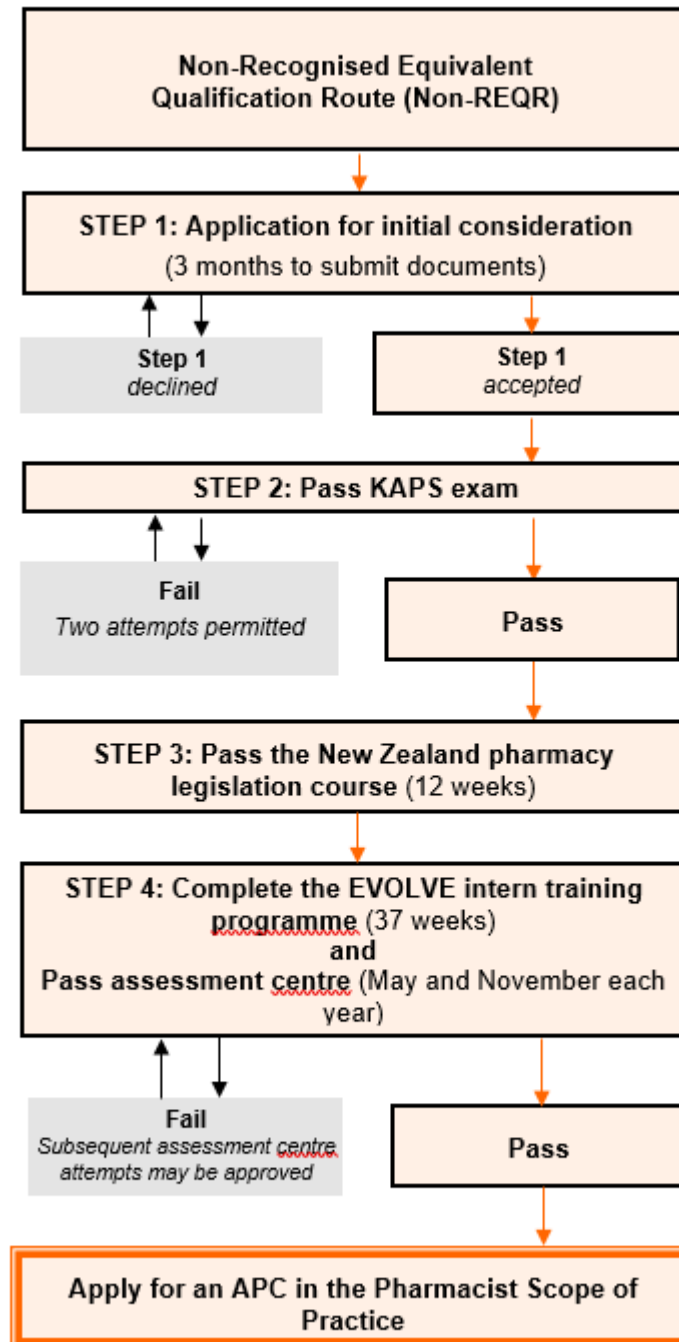 Non-Recognised Equivalent
Qualification Route (Non-REQR)
STEP 1: Application for initial consideration
(3 months to submit documents)
Step 1
declined
Step 1
accepted
STEP 2: Pass KAPS exam
Fail
Two attempts permitted
Pass
STEP 3: Pass the New Zealand pharmacy
legislation course (12 weeks)
STEP 4: Complete the EVOLVE intern training
programme (37 weeks)
and
Pass assessment centre (May and November each
year)
Fail
Subsequent assessment centre
attempts may be approved
Pass
Apply for an APC in the Pharmacist Scope of
Practice